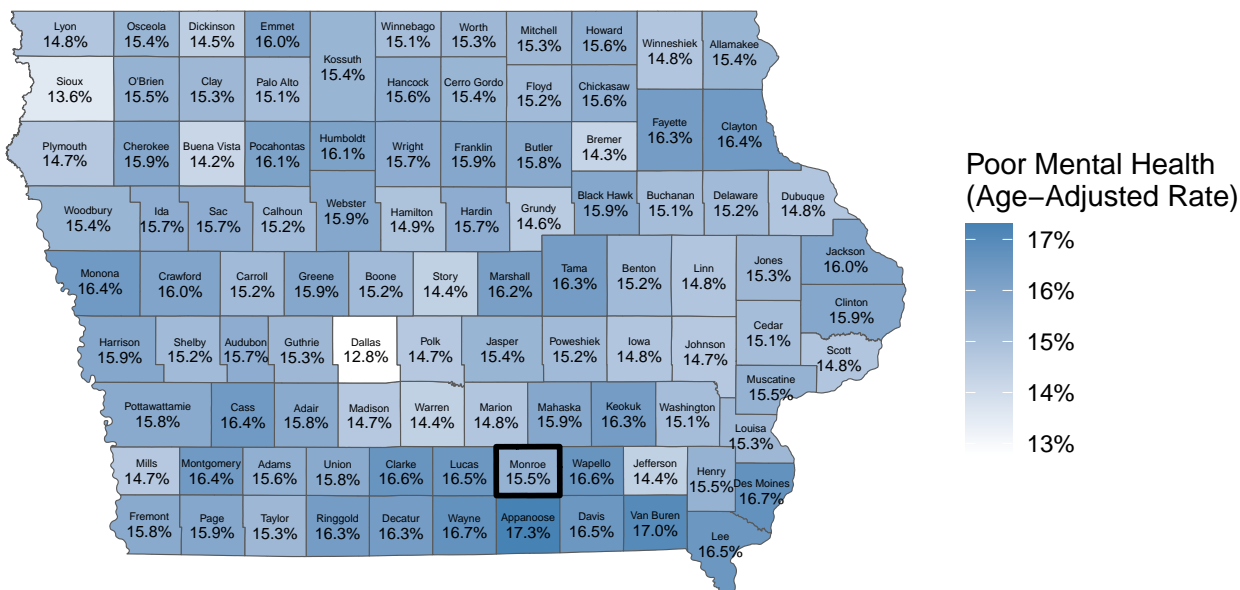 Lyon
14.8%
Osceola
15.4%
Dickinson
14.5%
Emmet
16.0%
Kossuth
15.4%
Winnebago
15.1%
Worth
15.3%
Mitchell
15.3%
Howard
15.6%
Winneshiek
14.8%
Allamakee
15.4%
Sioux
13.6%
O'Brien
15.5%
Clay
15.3%
Palo Alto
15.1%
Hancock
15.6%
Cerro Gordo
15.4%
Floyd
15.2%
Chickasaw
15.6%
Fayette
16.3%
Clayton
16.4%
Plymouth
14.7%
Cherokee
15.9%
Buena Vista
14.2%
Pocahontas
16.1%
Humboldt
16.1%
Wright
15.7%
Franklin
15.9%
Butler
15.8%
Bremer
14.3%
Woodbury
15.4%
Ida
15.7%
Sac
15.7%
Calhoun
15.2%
Webster
15.9%
Hamilton
14.9%
Hardin
15.7%
Grundy
14.6%
Black Hawk
15.9%
Buchanan
15.1%
Delaware
15.2%
Dubuque
14.8%
Monona
16.4%
Crawford
16.0%
Carroll
15.2%
Greene
15.9%
Boone
15.2%
Story
14.4%
Marshall
16.2%
Tama
16.3%
Benton
15.2%
Linn
14.8%
Jones
15.3%
Jackson
16.0%
Clinton
15.9%
Harrison
15.9%
Shelby
15.2%
Audubon
15.7%
Guthrie
15.3%
Dallas
12.8%
Polk
14.7%
Jasper
15.4%
Poweshiek
15.2%
Iowa
14.8%
Johnson
14.7%
Cedar
15.1%
Scott
14.8%
Muscatine
15.5%
Pottawattamie
15.8%
Cass
16.4%
Adair
15.8%
Madison
14.7%
Warren
14.4%
Marion
14.8%
Mahaska
15.9%
Keokuk
16.3%
Washington
15.1%
Louisa
15.3%
Mills
14.7%
Montgomery
16.4%
Adams
15.6%
Union
15.8%
Clarke
16.6%
Lucas
16.5%
Monroe
15.5%
Wapello
16.6%
Jefferson
14.4%
Henry
15.5%
Des Moines
16.7%
Fremont
15.8%
Page
15.9%
Taylor
15.3%
Ringgold
16.3%
Decatur
16.3%
Wayne
16.7%
Appanoose
17.3%
Davis
16.5%
Van Buren
17.0%
Lee
16.5%
Poor Mental Health
(Age−Adjusted Rate)
17%
16%
15%
14%
13%